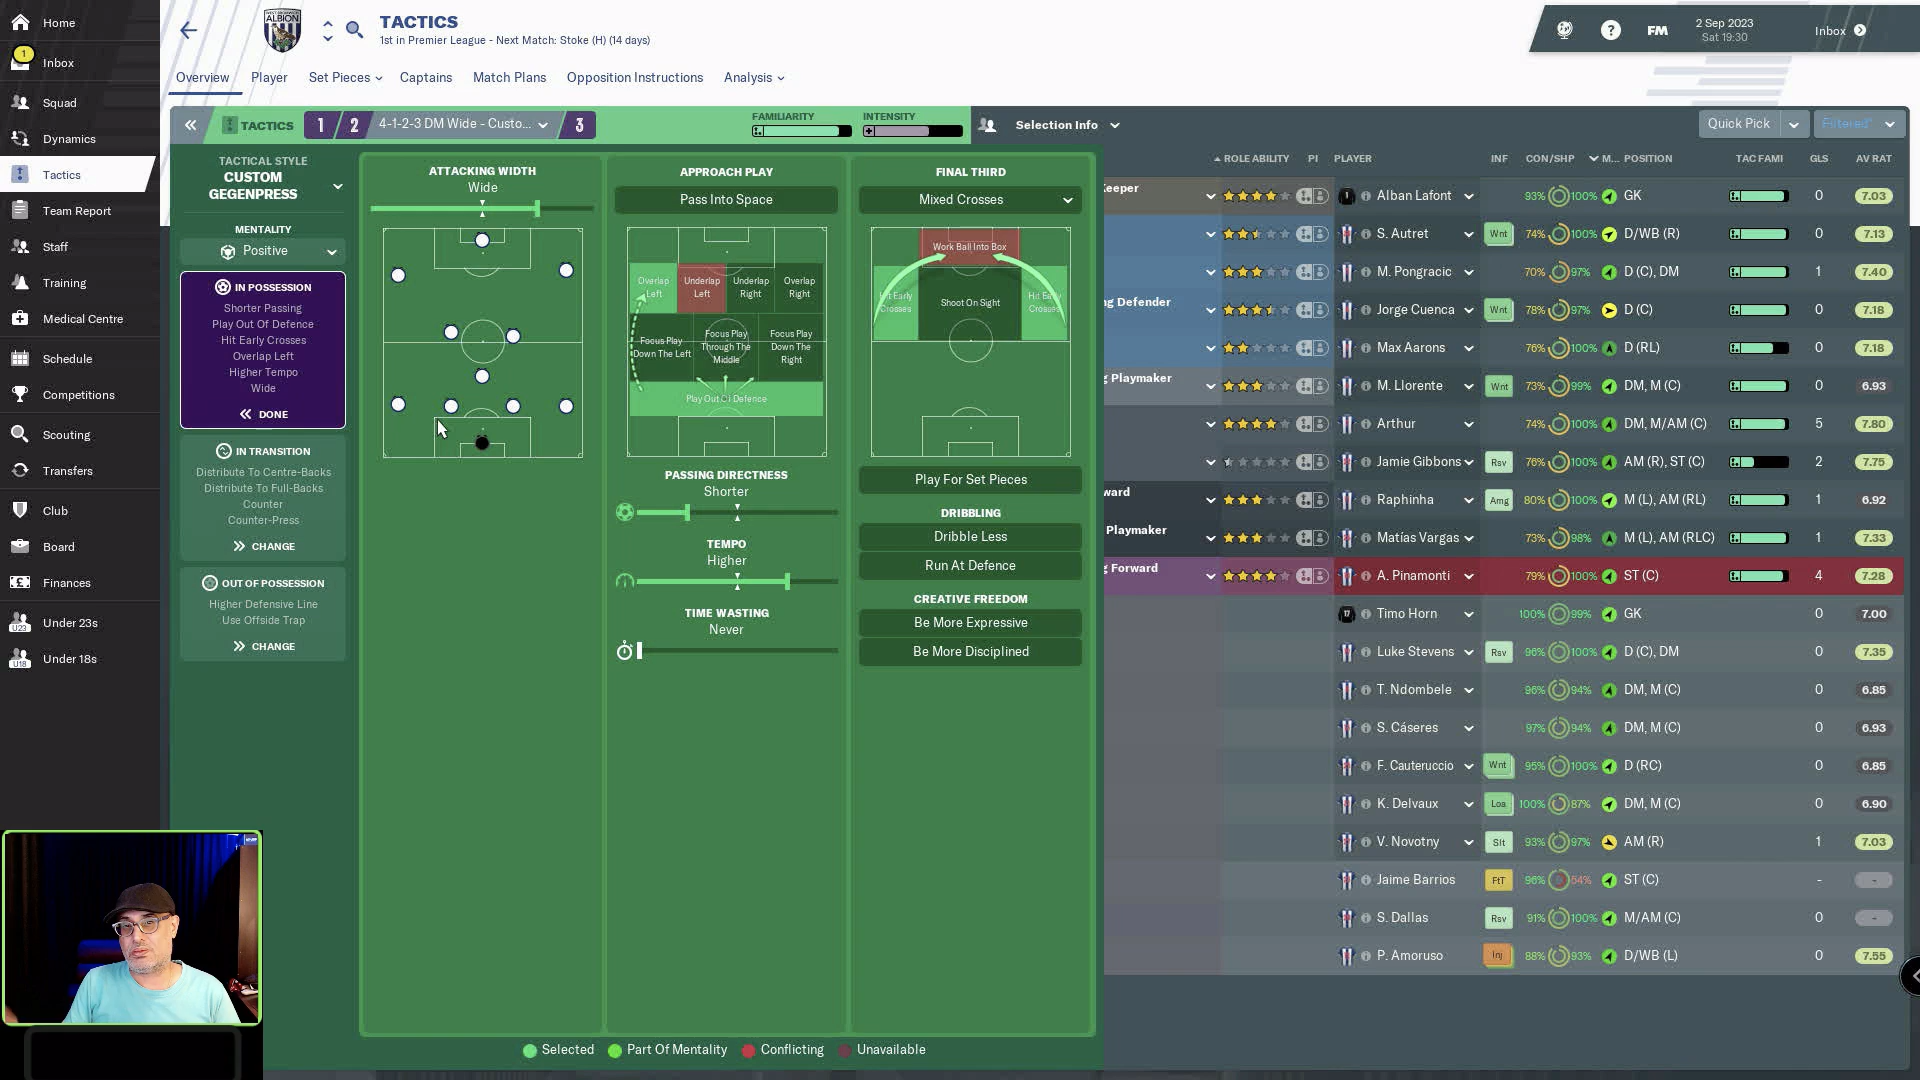 Home
1
Inbox
Squad
Dynamics
Tactics
Team Report
Staff
Training
Medical Centre
Schedule
Competitions
Scouting
Transfers
Club
Board
Finances
U23
Under 23s
U18
Under 18s
ALBION
TACTICS
1st in Premier League - Next Match: Stoke (H) (14 days)
FM
2 Sep 2023
Sat 19:30
Inbox
Overview
Player
Set Pieces
Captains
Match Plans
Opposition Instructions
Analysis
TACTICS
1
2
4-1-2-3 DM Wide - Custo...
3
FAMILIARITY
INTENSITY
Selection Info
Quick Pick
Filtered*
TACTICAL STYLE
CUSTOM
GEGENPRESS
MENTALITY
Positive
IN POSSESSION
Shorter Passing
Play Out Of Defence
Hit Early Crosses
Overlap Left
Higher Tempo
Wide
DONE
IN TRANSITION
Distribute To Centre-Backs
Distribute To Full-Backs
Counter
Counter-Press
CHANGE
OUT OF POSSESSION
Higher Defensive Line
Use Offside Trap
CHANGE
ATTACKING WIDTH
Wide
APPROACH PLAY
Pass Into Space
Overlap Left
Underlap Left
Underlap Right
Overlap Right
Focus Play Down The Left
Focus Play Through The Middle
Focus Play Down The Right
Play Out Of Defence
PASSING DIRECTNESS
Shorter
TEMPO
Higher
TIME WASTING
Never
FINAL THIRD
Mixed Crosses
Work Ball Into Box
Hit Early Crosses
Shoot On Sight
Hit Early Crosses
Play For Set Pieces
DRIBBLING
Dribble Less
Run At Defence
CREATIVE FREEDOM
Be More Expressive
Be More Disciplined
Selected
Part Of Mentality
Conflicting
Unavailable
ROLE ABILITY PI PLAYER INF CON/SHP M... POSITION TAC FAMI GLS AV RAT
Keeper 1 Alban Lafont 93% 100% GK 0 7.03
S. Autret Wnt 74% 100% D/WB (R) 0 7.13
M. Pongracic 70% 97% D (C), DM 1 7.40
ng Defender Jorge Cuenca Wnt 78% 97% D (C) 0 7.18
Max Aarons 76% 100% D (RL) 0 7.18
g Playmaker M. Llorente Wnt 73% 99% DM, M (C) 0 6.93
Arthur 74% 100% DM, M/AM (C) 5 7.80
Jamie Gibbons Rsv 76% 100% AM (R), ST (C) 2 7.75
ward Raphinha Amg 80% 100% M (L), AM (RL) 1 6.92
Playmaker Matías Vargas 73% 98% M (L), AM (RLC) 1 7.33
g Forward A. Pinamonti 79% 100% ST (C) 4 7.28
Timo Horn 100% 99% GK 0 7.00
Luke Stevens Rsv 96% 100% D (C), DM 0 7.35
T. Ndombele 96% 94% DM, M (C) 0 6.85
S. Cáseres 97% 94% DM, M (C) 0 6.93
F. Cauteruccio Wnt 95% 100% D (RC) 0 6.85
K. Delvaux Loa 100% 87% DM, M (C) 0 6.90
V. Novotny Slt 93% 97% AM (R) 1 7.03
Jaime Barrios FtT 96% 54% ST (C) - -
S. Dallas Rsv 91% 100% M/AM (C) 0 -
P. Amoruso Inj 88% 93% D/WB (L) 0 7.55